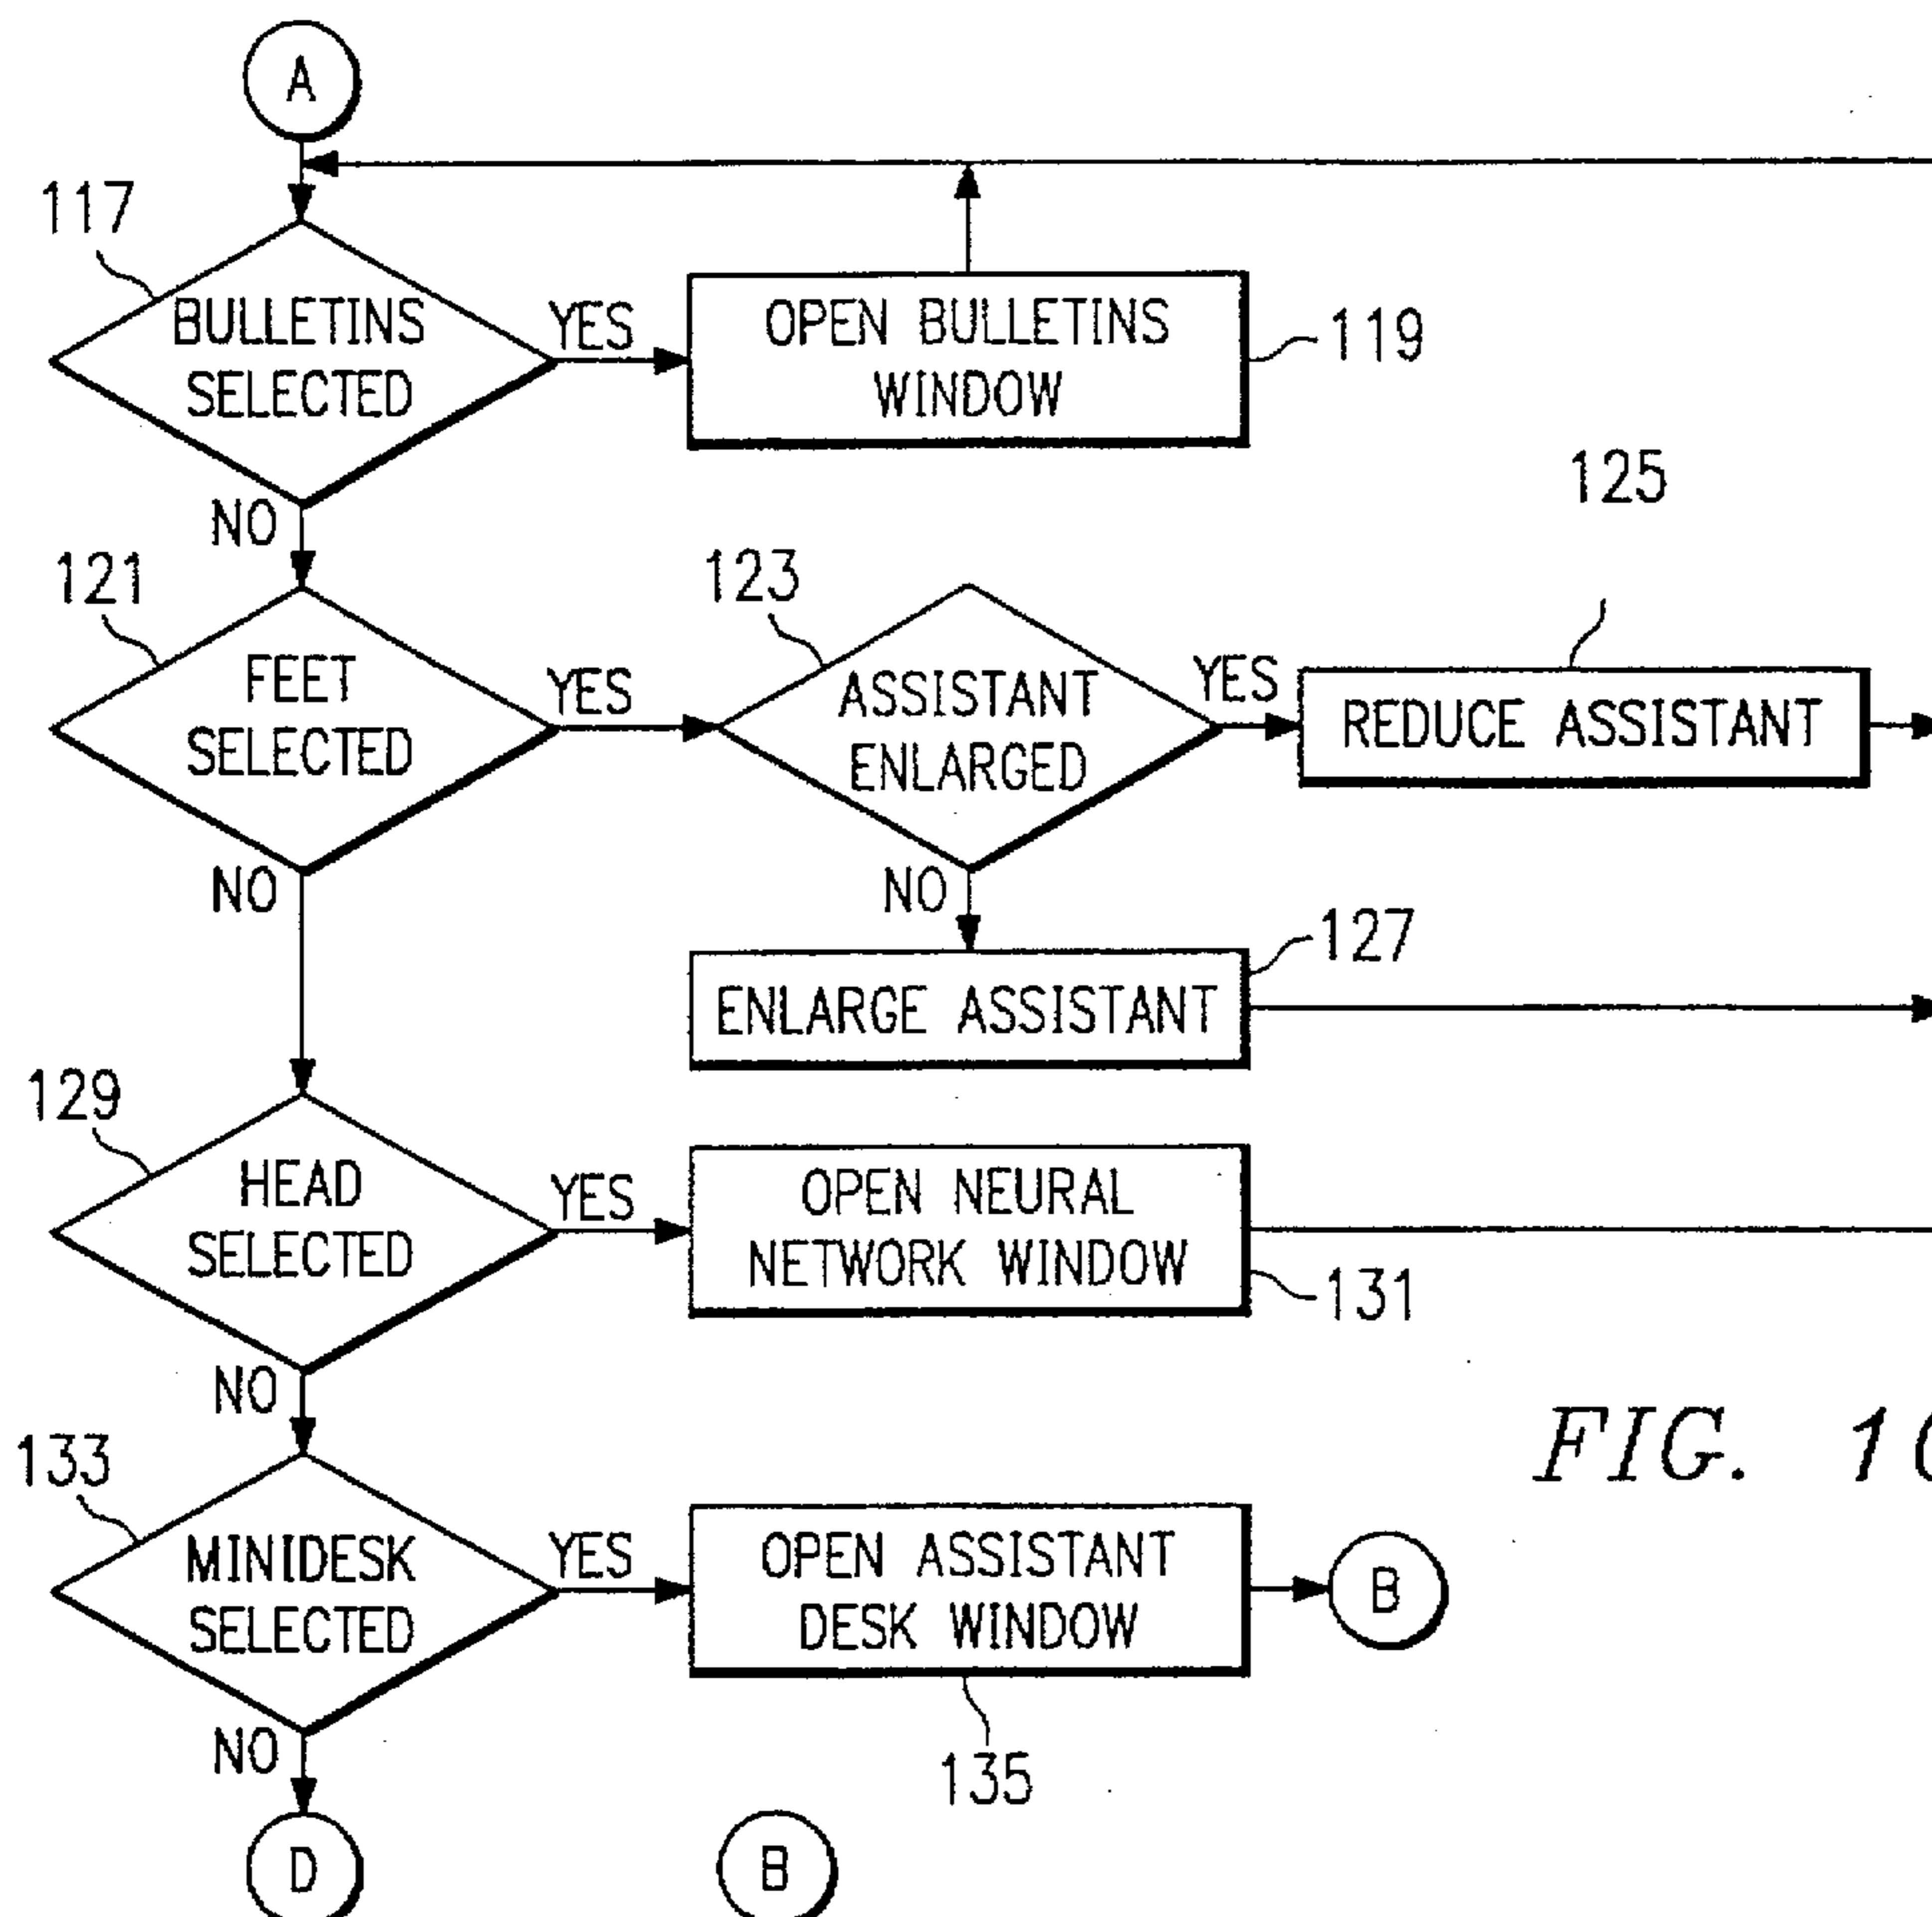 A
117
BULLETINS
SELECTED
YES
OPEN BULLETINS
WINDOW
119
NO
125
121
FEET
SELECTED
YES
123
ASSISTANT
ENLARGED
YES
REDUCE ASSISTANT
NO
NO
127
ENLARGE ASSISTANT
129
HEAD
SELECTED
YES
OPEN NEURAL
NETWORK WINDOW
131
NO
FIG. 1
133
MINIDESK
SELECTED
YES
OPEN ASSISTANT
DESK WINDOW
B
135
NO
D
B